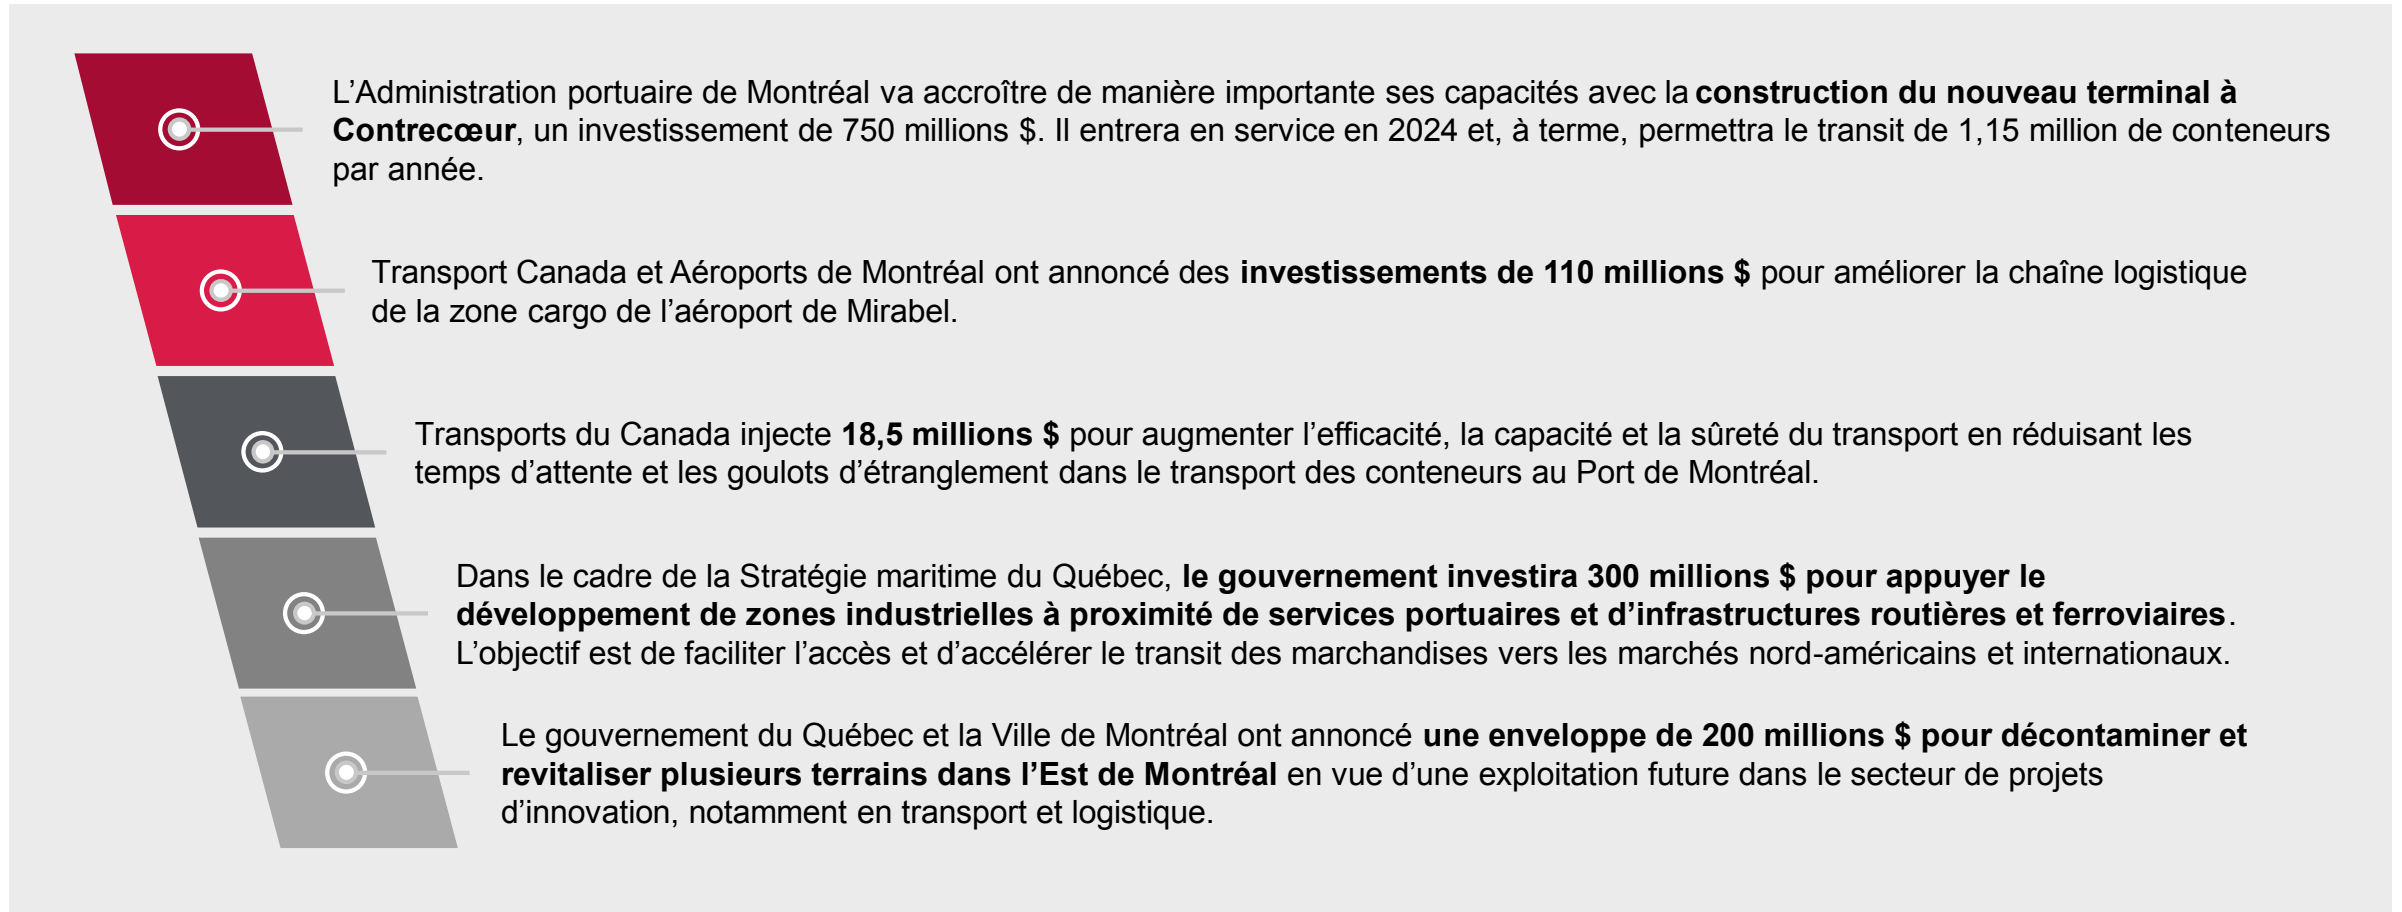 L’Administration portuaire de Montréal va accroître de manière importante ses capacités avec la construction du nouveau terminal à
Contrecœur, un investissement de 750 millions $. Il entrera en service en 2024 et, à terme, permettra le transit de 1,15 million de conteneurs
par année.
Transport Canada et Aéroports de Montréal ont annoncé des investissements de 110 millions $ pour améliorer la chaîne logistique
de la zone cargo de l’aéroport de Mirabel.
Transports du Canada injecte 18,5 millions $ pour augmenter l’efficacité, la capacité et la sûreté du transport en réduisant les
temps d’attente et les goulots d’étranglement dans le transport des conteneurs au Port de Montréal.
Dans le cadre de la Stratégie maritime du Québec, le gouvernement investira 300 millions $ pour appuyer le
développement de zones industrielles à proximité de services portuaires et d’infrastructures routières et ferroviaires.
L’objectif est de faciliter l’accès et d’accélérer le transit des marchandises vers les marchés nord-américains et internationaux.
Le gouvernement du Québec et la Ville de Montréal ont annoncé une enveloppe de 200 millions $ pour décontaminer et
revitaliser plusieurs terrains dans l’Est de Montréal en vue d’une exploitation future dans le secteur de projets
d’innovation, notamment en transport et logistique.